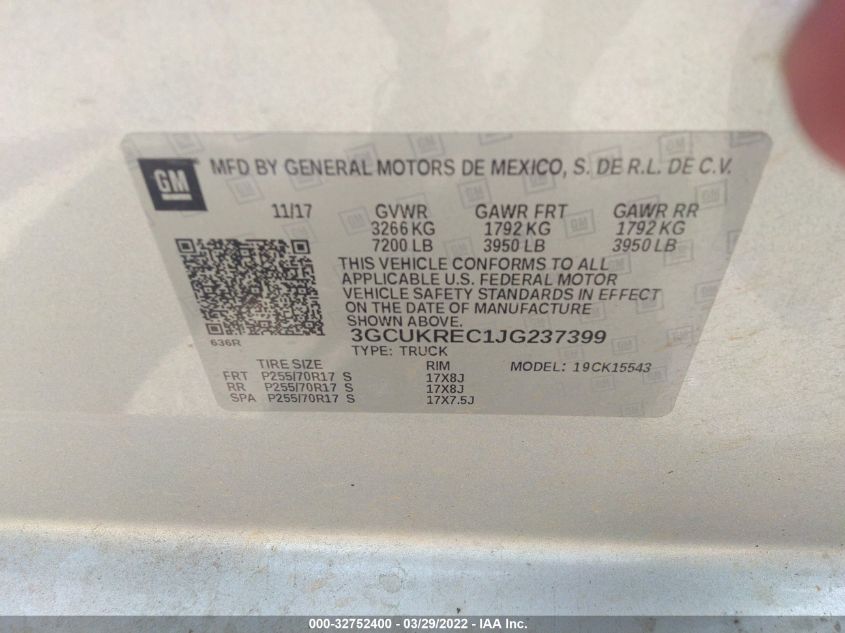 GM
MFD BY GENERAL MOTORS DE MEXICO, S. DE R.L. DE C.V.
11/17 GVWR GAWR FRT GAWR RR
3266 KG 1792 KG 1792 KG
7200 LB 3950 LB 3950 LB
THIS VEHICLE CONFORMS TO ALL
APPLICABLE U.S. FEDERAL MOTOR
VEHICLE SAFETY STANDARDS IN EFFECT
ON THE DATE OF MANUFACTURE
SHOWN ABOVE.
636R
3GCUKREC1JG237399
TYPE: TRUCK
TIRE SIZE RIM MODEL: 19CK15543
FRT P255/70R17 S 17X8J
RR P255/70R17 S 17X8J
SPA P255/70R17 S 17X7.5J
000-32752400 - 03/29/2022 - IAA Inc.